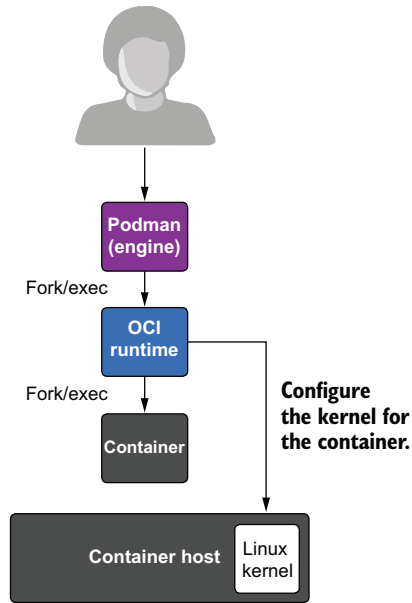 Podman
(engine)
Fork/exec
OCI
runtime
Fork/exec
Configure
the kernel for
the container.
Container
Container host
Linux
kernel